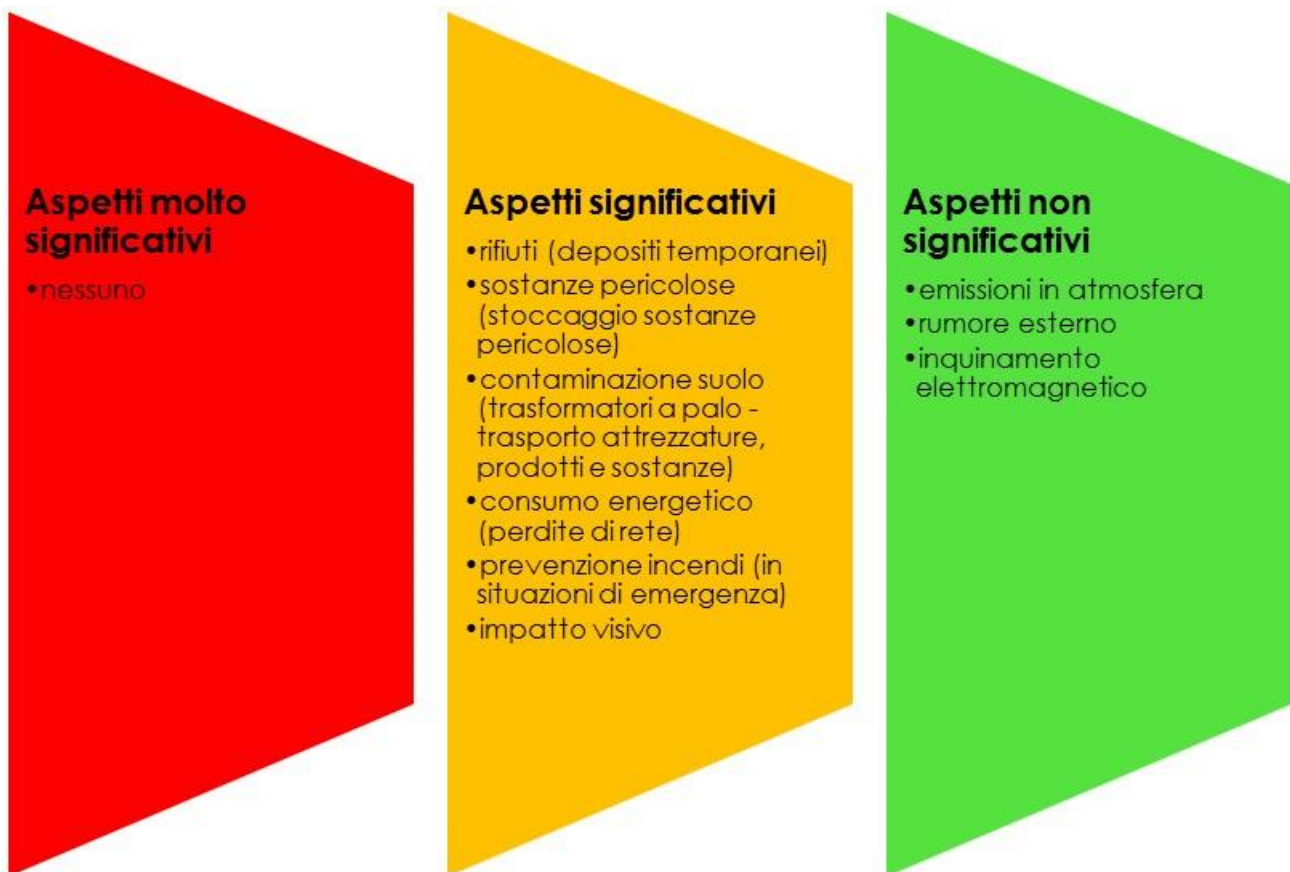 Aspetti molto
significativi
•nessuno
Aspetti significativi
•rifiuti (depositi temporanei)
•sostanze pericolose
(stoccaggio sostanze
pericolose)
•contaminazione suolo
(trasformatori a palo -
trasporto attrezzature,
prodotti e sostanze)
•consumo energetico
(perdite di rete)
•prevenzione incendi (in
situazioni di emergenza)
•impatto visivo
Aspetti non
significativi
•emissioni in atmosfera
•rumore esterno
•inquinamento
elettromagnetico